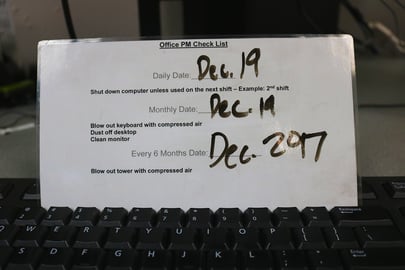 Office PM Check List
Daily Date: Dec. 19
Shut down computer unless used on the next shift – Example: 2nd shift
Monthly Date: Dec. 19
Blow out keyboard with compressed air
Dust off desktop
Clean monitor
Every 6 Months Date: Dec. 2017
Blow out tower with compressed air